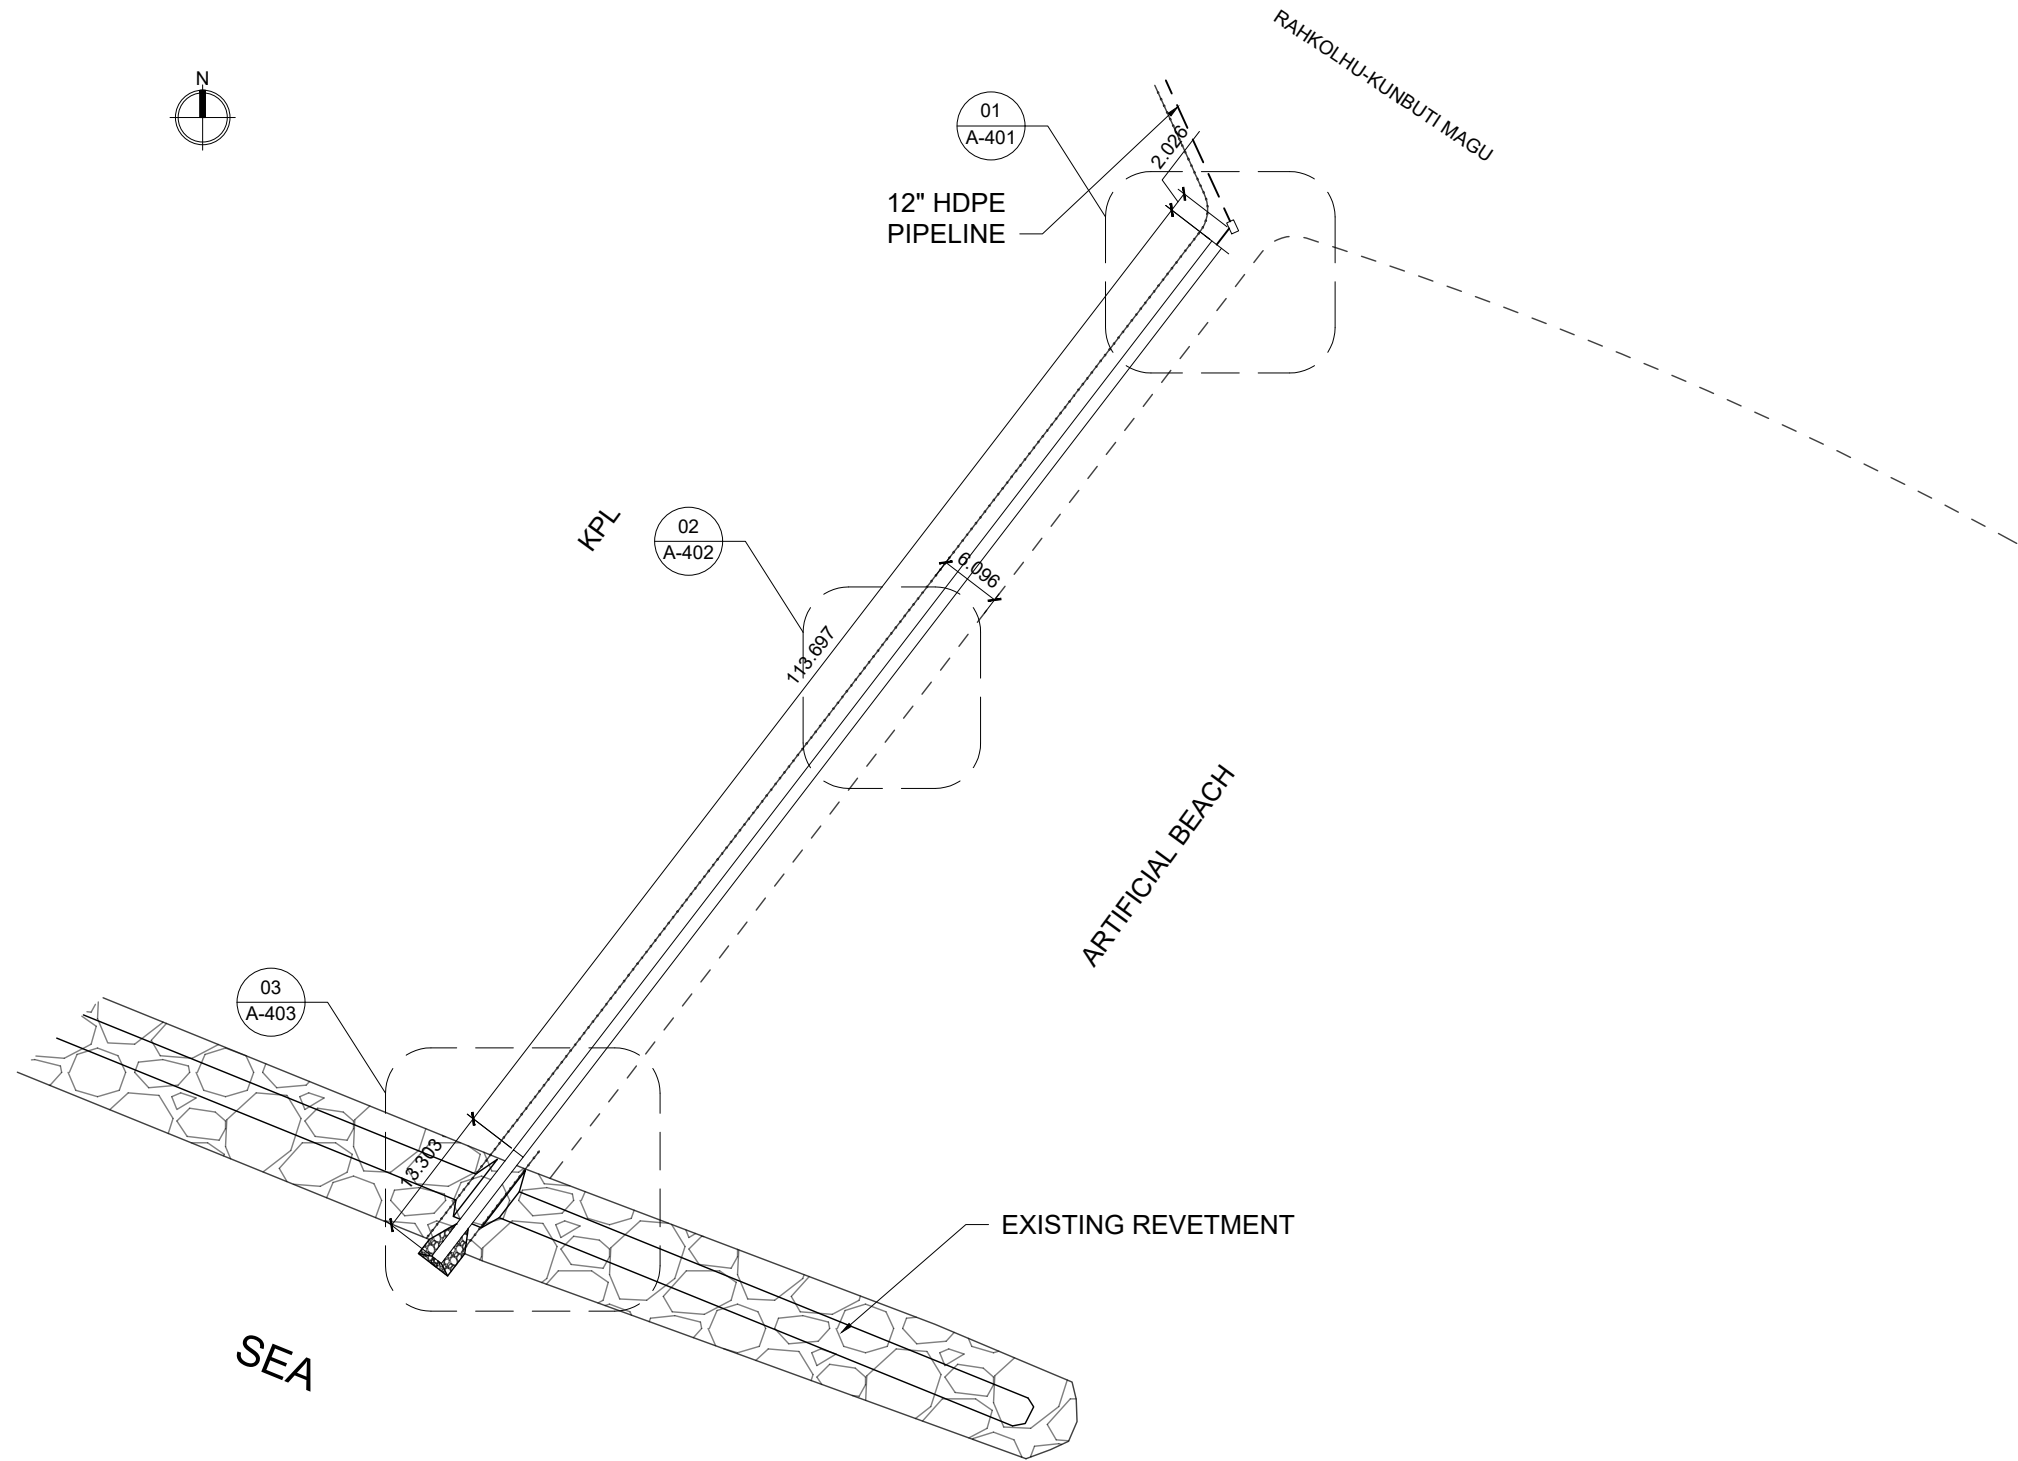 RAHKOLHU-KUNBUTI MAGU
N
01
A-401
2.026
12" HDPE
PIPELINE
KPL
02
A-402
6.096
113.697
ARTIFICIAL BEACH
03
A-403
13.303
EXISTING REVETMENT
SEA